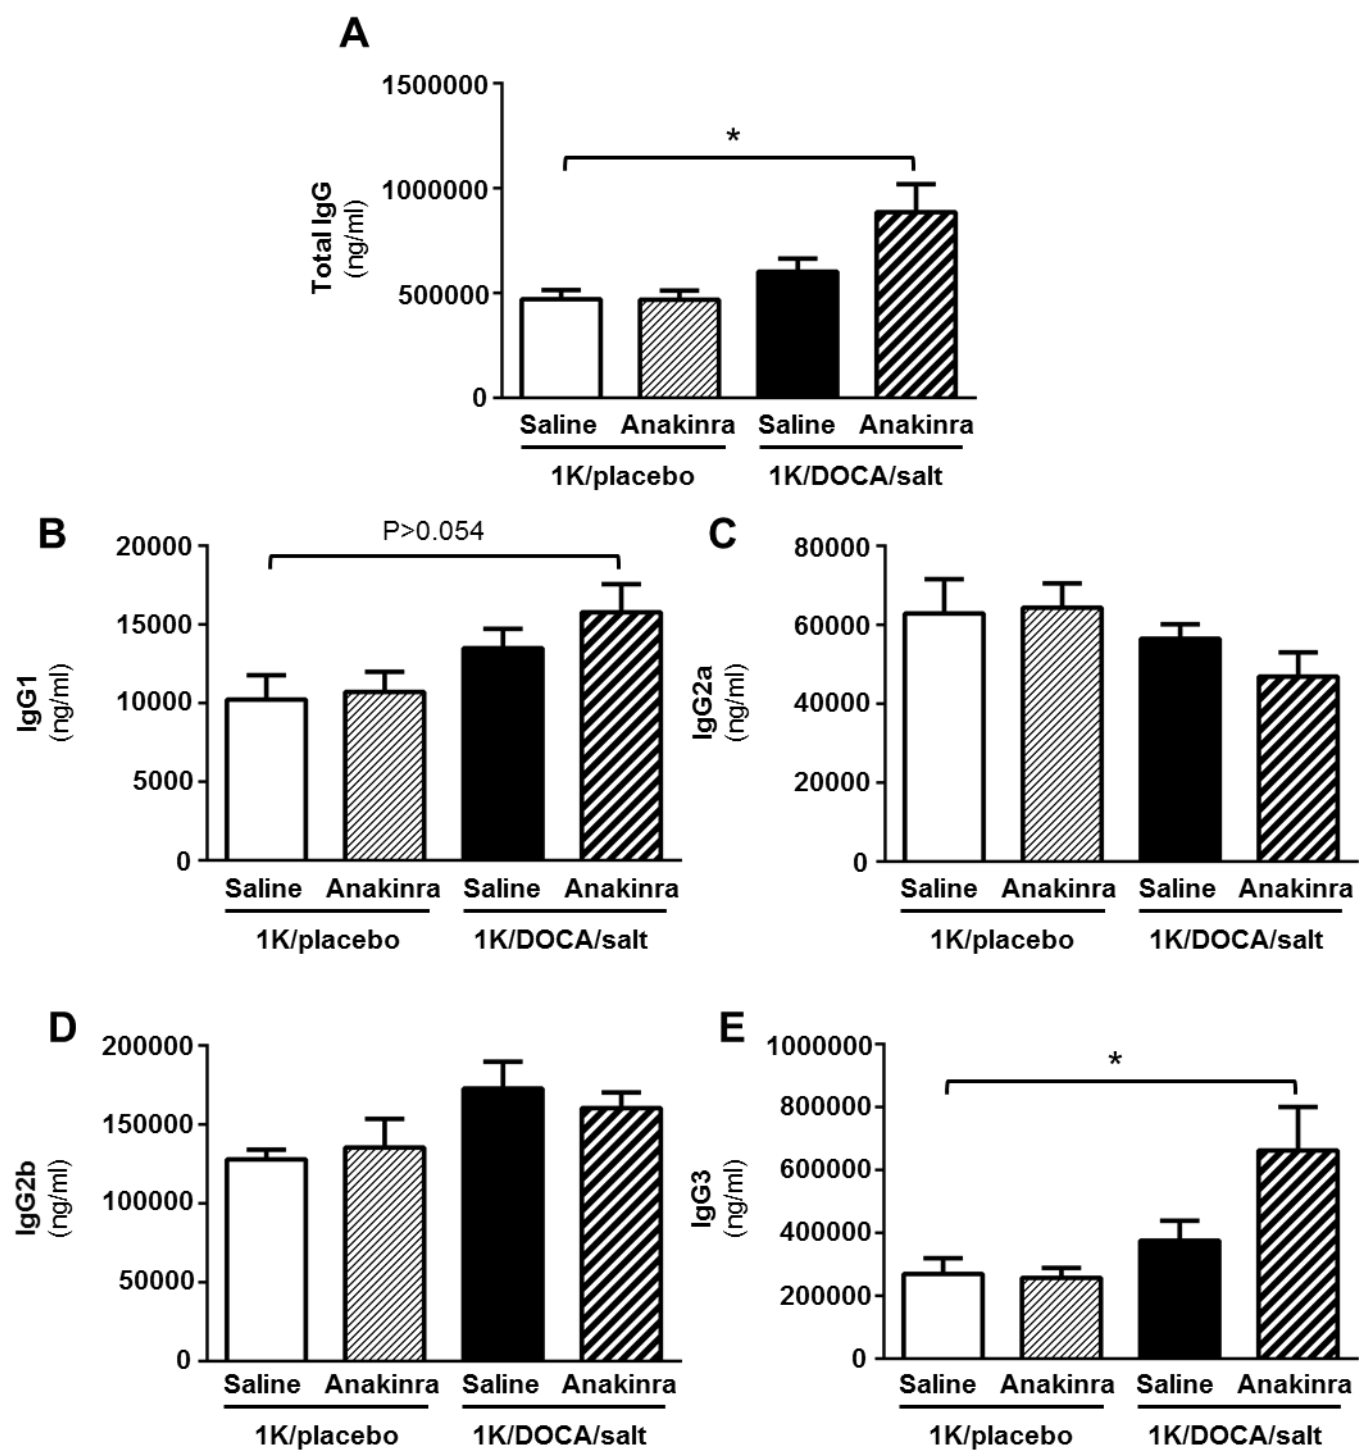 A
1500000
1000000
500000
0
Total IgG
(ng/ml)
*
Saline Anakinra Saline Anakinra
1K/placebo 1K/DOCA/salt
B
20000
15000
10000
5000
0
IgG1
(ng/ml)
P>0.054
Saline Anakinra Saline Anakinra
1K/placebo 1K/DOCA/salt
C
80000
60000
40000
20000
0
IgG2a
(ng/ml)
Saline Anakinra Saline Anakinra
1K/placebo 1K/DOCA/salt
D
200000
150000
100000
50000
0
IgG2b
(ng/ml)
Saline Anakinra Saline Anakinra
1K/placebo 1K/DOCA/salt
E
1000000
800000
600000
400000
200000
0
IgG3
(ng/ml)
*
Saline Anakinra Saline Anakinra
1K/placebo 1K/DOCA/salt